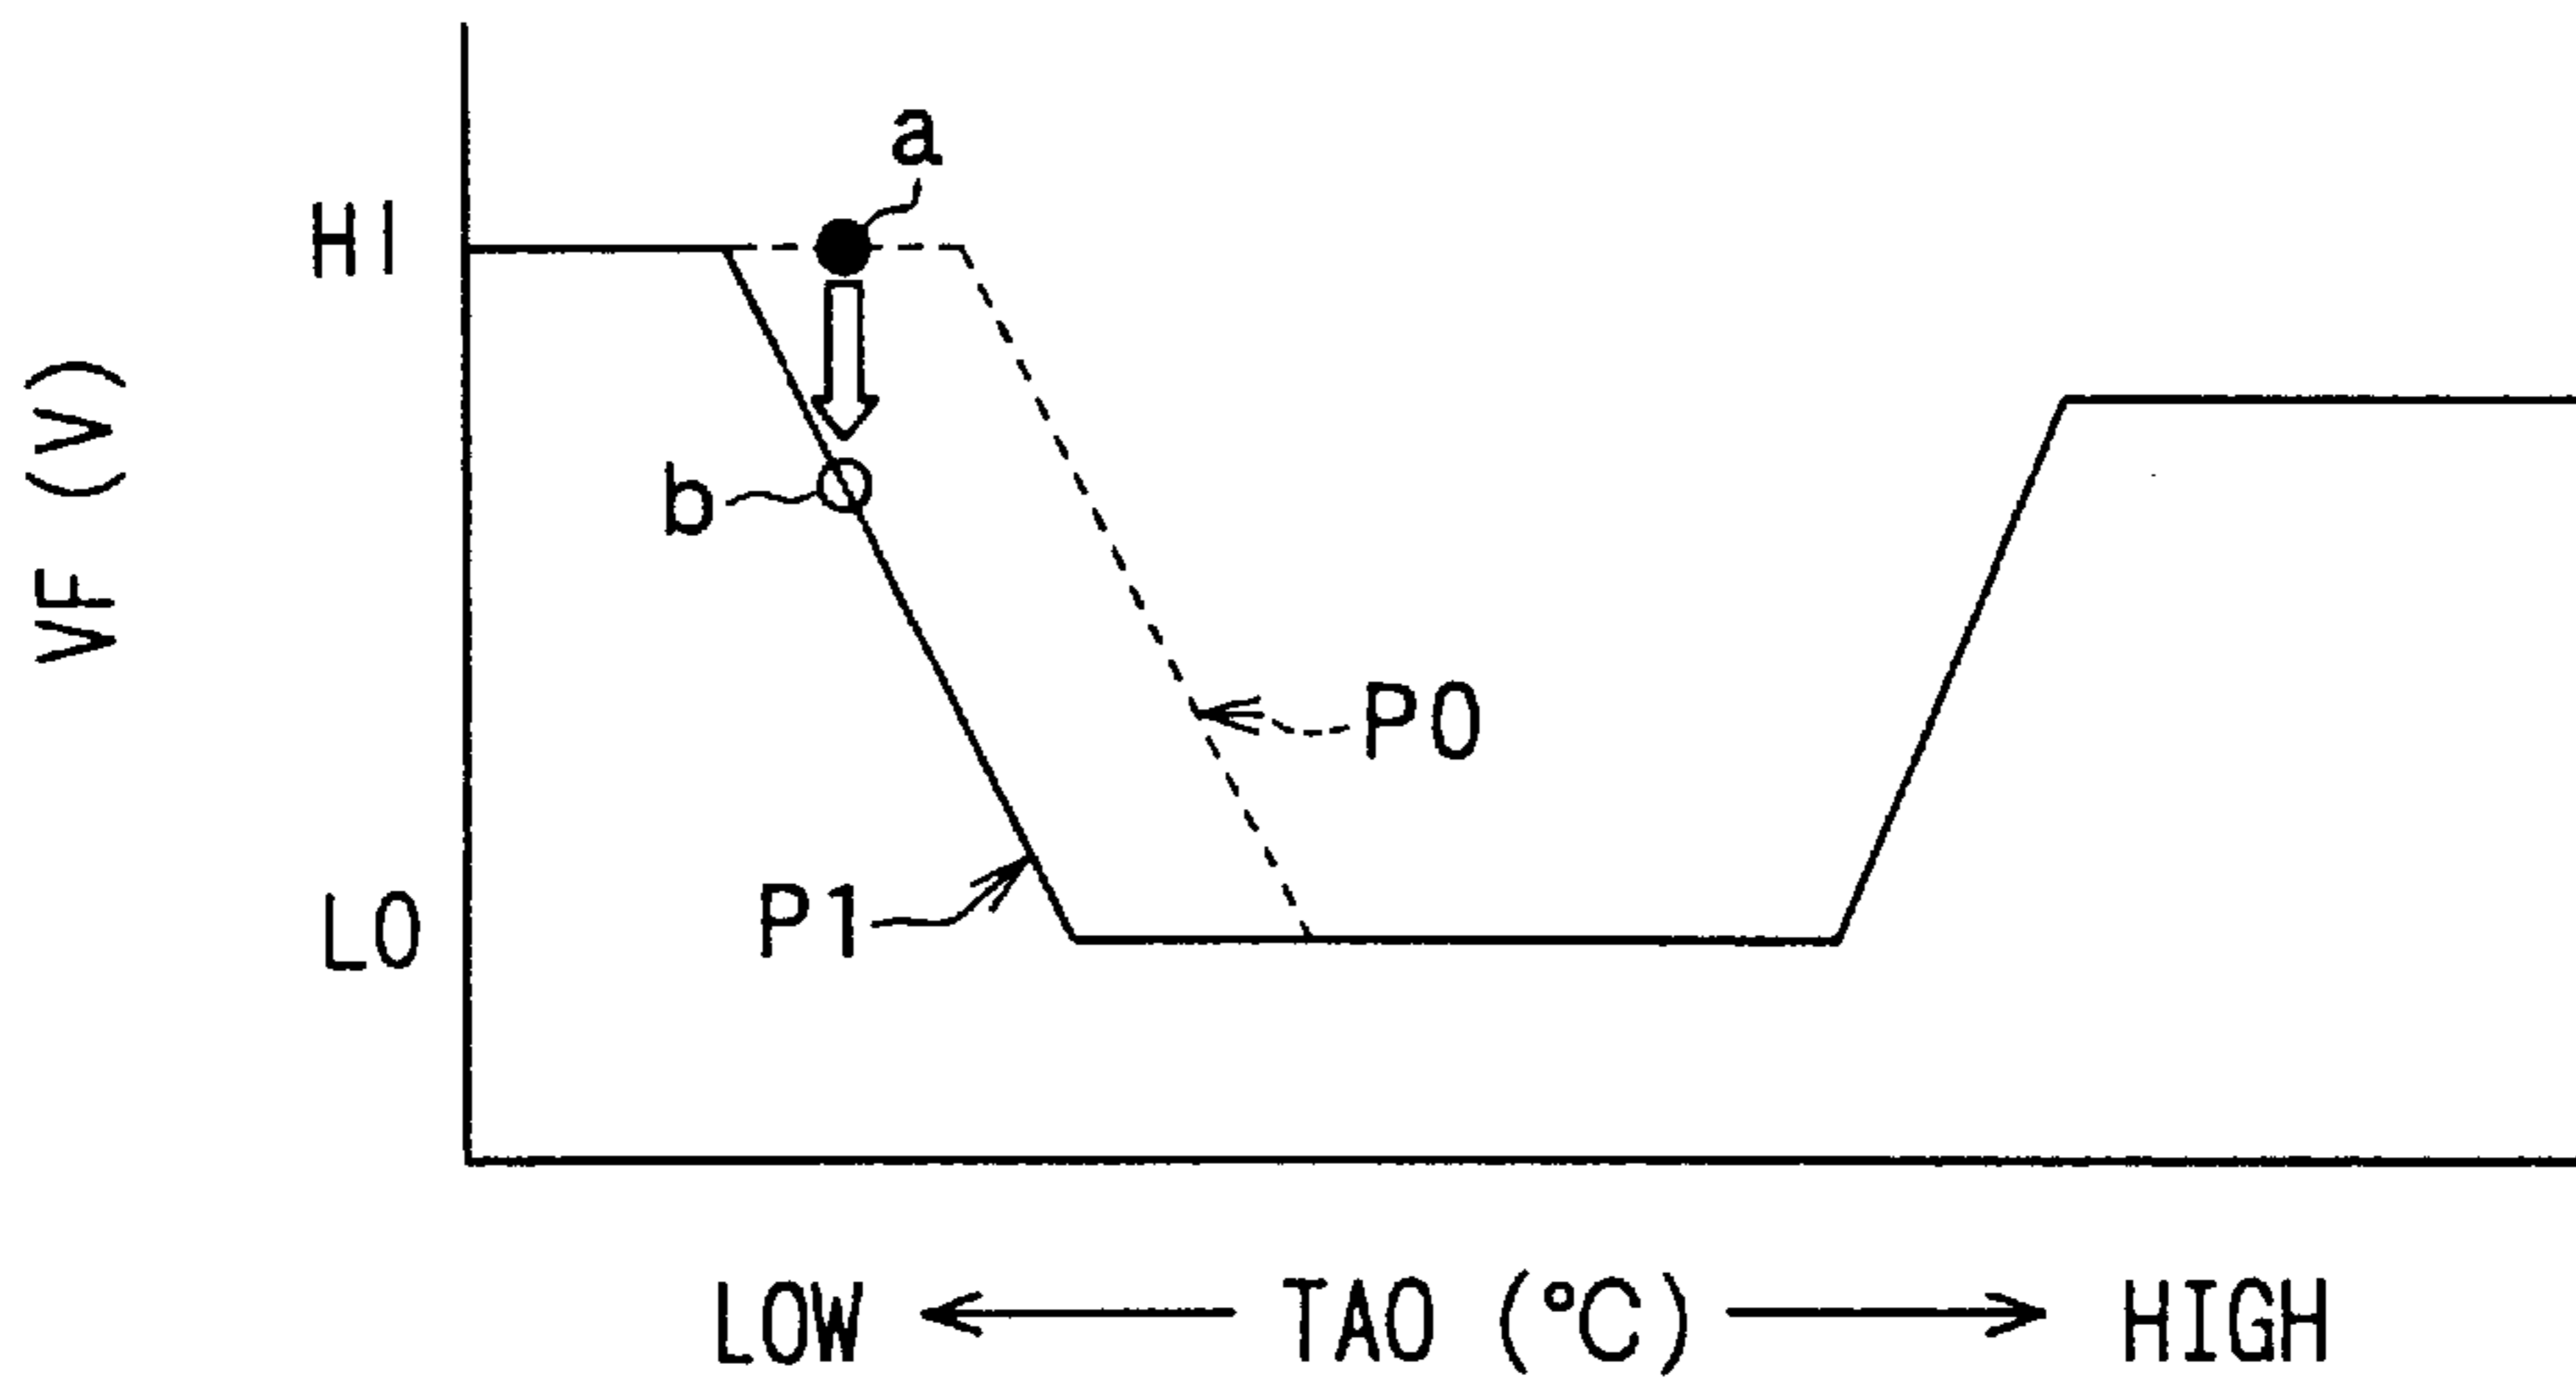 a
HI
VF (V)
b
P0
P1
LO
LOW ← TAO (°C) → HIGH